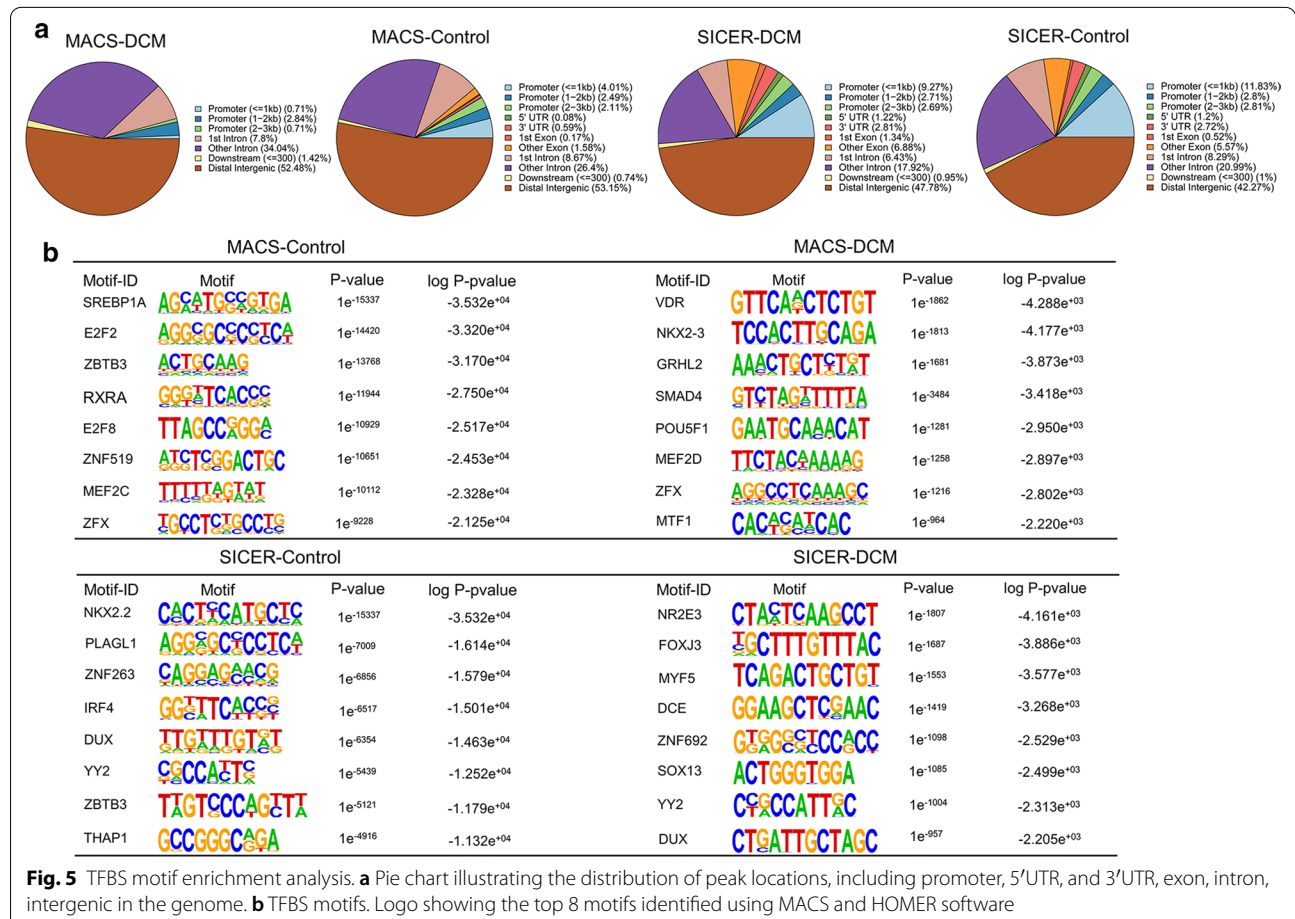 a
MACS-DCM
Promoter (<=1kb) (0.71%)
Promoter (1−2kb) (2.84%)
Promoter (2−3kb) (0.71%)
1st Intron (7.8%)
Other Intron (34.04%)
Downstream (<=300) (1.42%)
Distal Intergenic (52.48%)
MACS-Control
Promoter (<=1kb) (4.01%)
Promoter (1−2kb) (2.49%)
Promoter (2−3kb) (2.11%)
5' UTR (0.08%)
3' UTR (0.59%)
1st Exon (0.17%)
Other Exon (1.58%)
1st Intron (8.67%)
Other Intron (26.4%)
Downstream (<=300) (0.74%)
Distal Intergenic (53.15%)
SICER-DCM
Promoter (<=1kb) (9.27%)
Promoter (1−2kb) (2.71%)
Promoter (2−3kb) (2.69%)
5' UTR (1.22%)
3' UTR (2.81%)
1st Exon (1.34%)
Other Exon (6.88%)
1st Intron (6.43%)
Other Intron (17.92%)
Downstream (<=300) (0.95%)
Distal Intergenic (47.78%)
SICER-Control
Promoter (<=1kb) (11.83%)
Promoter (1−2kb) (2.8%)
Promoter (2−3kb) (2.81%)
5' UTR (1.2%)
3' UTR (2.72%)
1st Exon (0.52%)
Other Exon (5.57%)
1st Intron (8.29%)
Other Intron (20.99%)
Downstream (<=300) (1%)
Distal Intergenic (42.27%)
b
MACS-Control
Motif-ID Motif P-value log P-pvalue
SREBP1A 1e-15337 -3.532e+04
E2F2 1e-14420 -3.320e+04
ZBTB3 ACTGCAAG 1e-13768 -3.170e+04
RXRA 1e-11944 -2.750e+04
E2F8 1e-10929 -2.517e+04
ZNF519 1e-10651 -2.453e+04
MEF2C 1e-10112 -2.328e+04
ZFX 1e-9228 -2.125e+04
MACS-DCM
Motif-ID Motif P-value log P-pvalue
VDR 1e-1862 -4.288e+03
NKX2-3 TCCACTTGCAGA 1e-1813 -4.177e+03
GRHL2 1e-1681 -3.873e+03
SMAD4 1e-3484 -3.418e+03
POU5F1 GAATGCAAACAT 1e-1281 -2.950e+03
MEF2D 1e-1258 -2.897e+03
ZFX AGGCCTCAAAGC 1e-1216 -2.802e+03
MTF1 1e-964 -2.220e+03
SICER-Control
Motif-ID Motif P-value log P-pvalue
NKX2.2 1e-15337 -3.532e+04
PLAGL1 1e-7009 -1.614e+04
ZNF263 1e-6856 -1.579e+04
IRF4 1e-6517 -1.501e+04
DUX 1e-6354 -1.463e+04
YY2 1e-5439 -1.252e+04
ZBTB3 1e-5121 -1.179e+04
THAP1 1e-4916 -1.132e+04
SICER-DCM
Motif-ID Motif P-value log P-pvalue
NR2E3 CTACTCAAGCCT 1e-1807 -4.161e+03
FOXJ3 1e-1687 -3.886e+03
MYF5 TCAGACTGCTGT 1e-1553 -3.577e+03
DCE 1e-1419 -3.268e+03
ZNF692 1e-1098 -2.529e+03
SOX13 ACTGGGTGGA 1e-1085 -2.499e+03
YY2 1e-1004 -2.313e+03
DUX CTGATTGCTAGC 1e-957 -2.205e+03
Fig. 5 TFBS motif enrichment analysis. a Pie chart illustrating the distribution of peak locations, including promoter, 5′UTR, and 3′UTR, exon, intron,
intergenic in the genome. b TFBS motifs. Logo showing the top 8 motifs identified using MACS and HOMER software